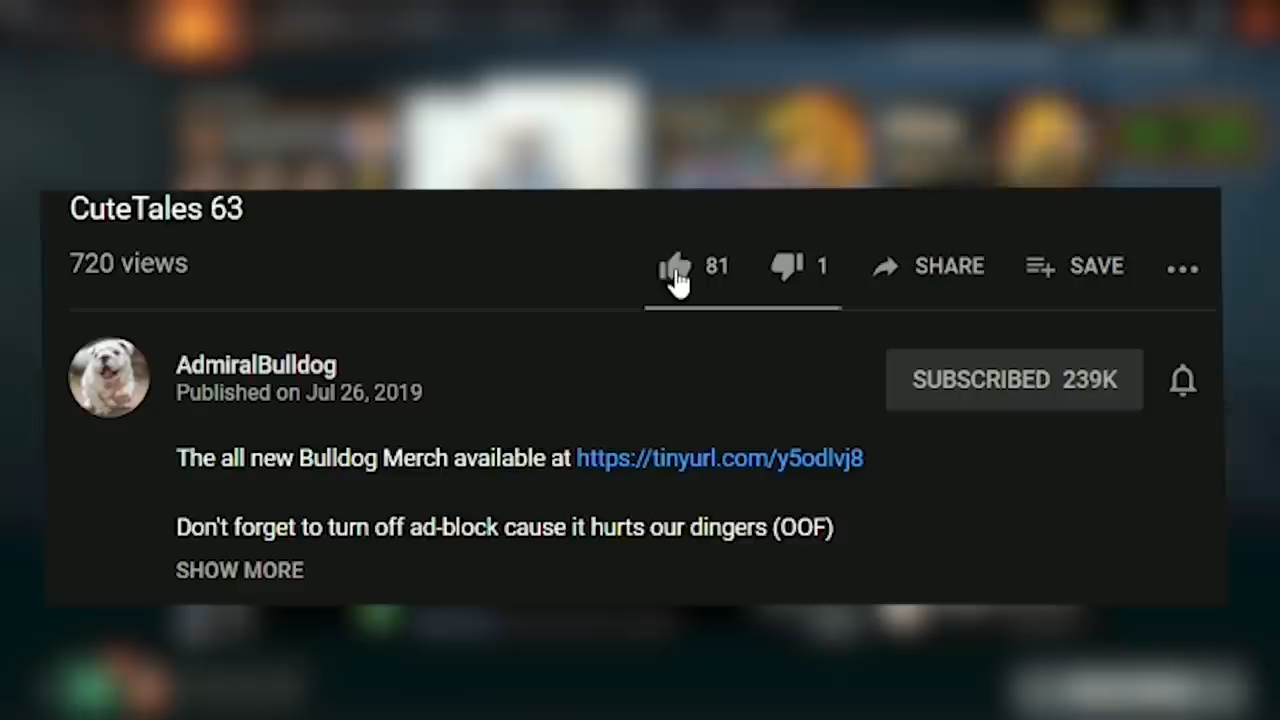 CuteTales 63
720 views
81
1
SHARE
SAVE
AdmiralBulldog
Published on Jul 26, 2019
SUBSCRIBED 239K
The all new Bulldog Merch available at https://tinyurl.com/y5odlvj8
Don't forget to turn off ad-block cause it hurts our dingers (OOF)
SHOW MORE